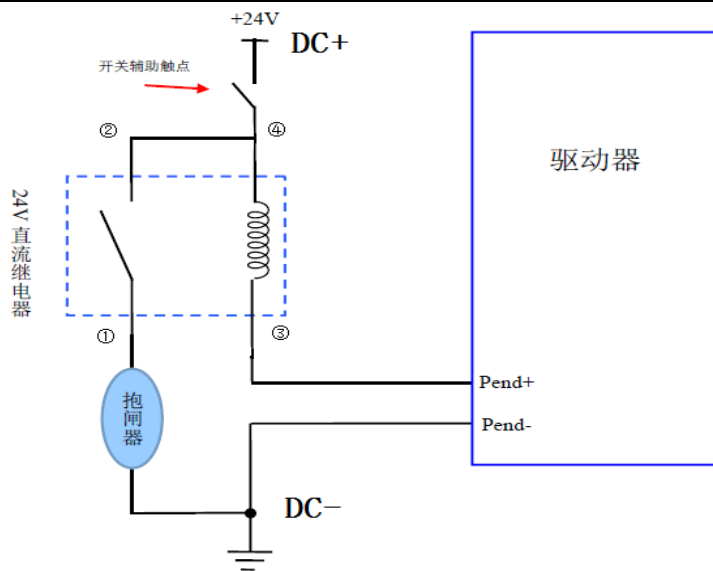 +24V
DC+
开关辅助触点
②
④
驱动器
24V 直流继电器
①
③
Pend+
抱闸器
Pend-
DC-